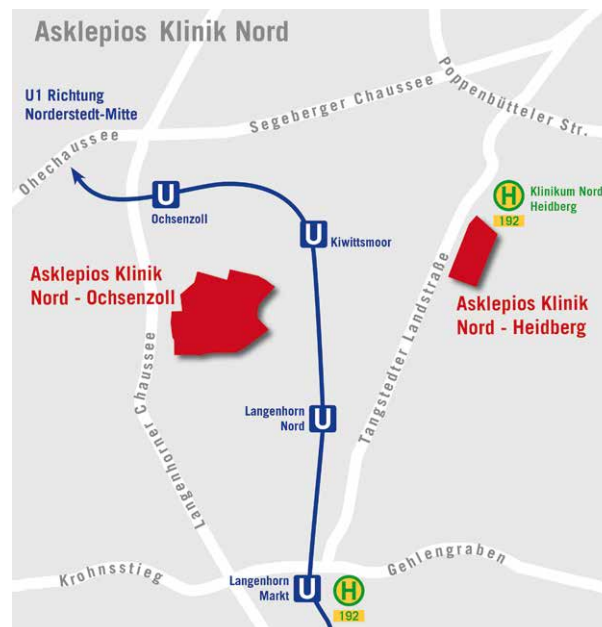 Asklepios Klinik Nord
U1 Richtung
Norderstedt-Mitte
Ohechaussee
Segeberger Chaussee
Poppenbütteler Str.
U
Ochsenzoll
U
Kiwittsmoor
H
192
Klinikum Nord
Heidberg
Asklepios Klinik
Nord - Ochsenzoll
Asklepios Klinik
Nord - Heidberg
Langenhorner Chaussee
Tangstedter Landstraße
Langenhorn
Nord
U
Krohnsstieg
Gehlengraben
Langenhorn
Markt
U
H
192